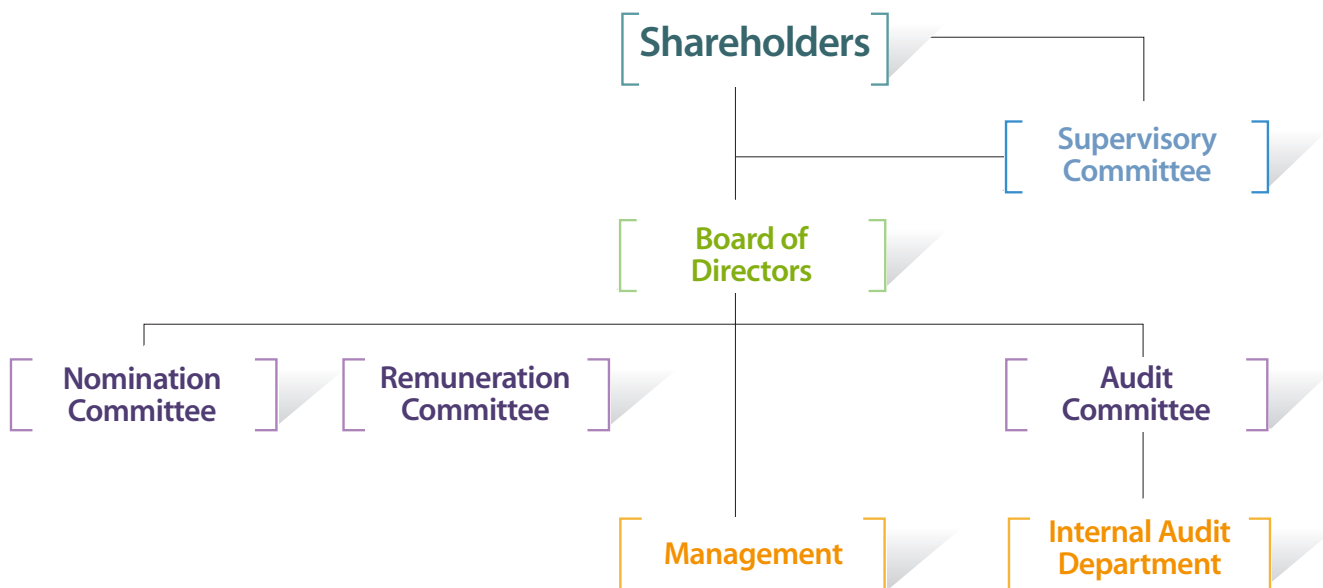 Shareholders
Supervisory
Committee
Board of
Directors
Nomination
Committee
Remuneration
Committee
Audit
Committee
Management
Internal Audit
Department